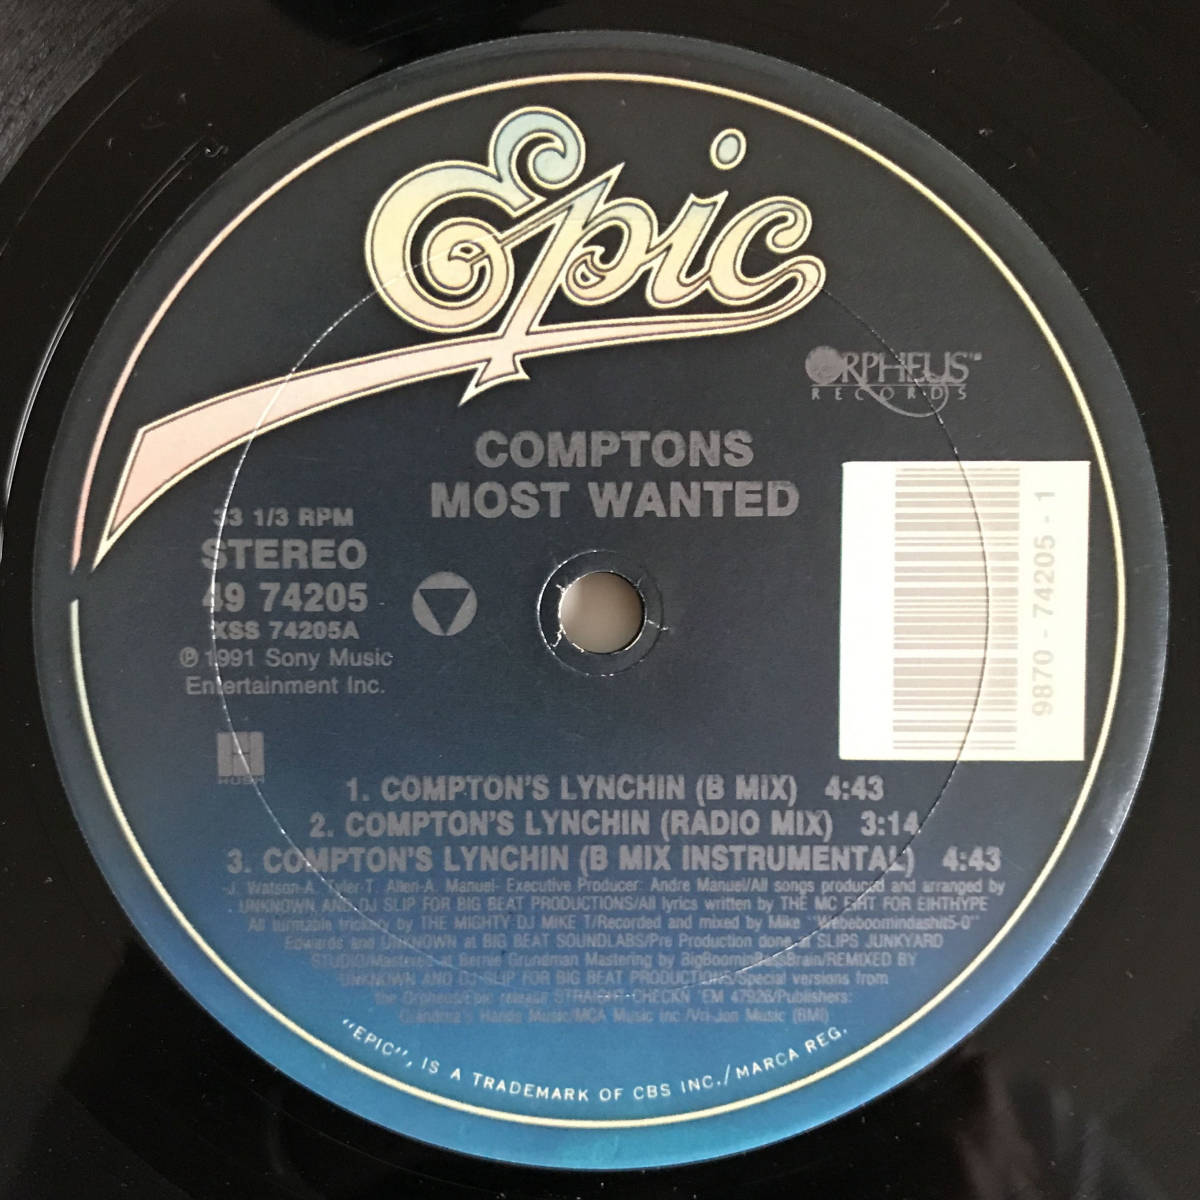 Epic
ORPHEUS™
RECORDS
COMPTONS
MOST WANTED
33 1/3 RPM
STEREO
49 74205
XSS 74205A
℗ 1991 Sony Music
Entertainment Inc.
9870 - 74205 - 1
H
HUSH
1. COMPTON'S LYNCHIN (B MIX) 4:43
2. COMPTON'S LYNCHIN (RADIO MIX) 3:14
3. COMPTON'S LYNCHIN (B MIX INSTRUMENTAL) 4:43
-J. Watson-A. Tyler-T. Allen-A. Manuel- Executive Producer: Andre Manuel/All songs produced and arranged by
UNKNOWN AND DJ SLIP FOR BIG BEAT PRODUCTIONS/All lyrics written by THE MC EIHT FOR EIHTHYPE
All turntable trickery by THE MIGHTY DJ MIKE T/Recorded and mixed by Mike "Webeboomindashit5-0"
Edwards and UNKNOWN at BIG BEAT SOUNDLABS/Pre Production done at SLIPS JUNKYARD
STUDIO/Mastered at Bernie Grundman Mastering by BigBoominBassBrain/REMIXED BY
UNKNOWN AND DJ-SLIP FOR BIG BEAT PRODUCTIONS/Special versions from
the Orpheus/Epic release STRAIGHT CHECKN 'EM 47926/Publishers:
Grandma's Hands Music/MCA Music inc./Vri-Jon Music (BMI)
"EPIC", IS A TRADEMARK OF CBS INC./MARCA REG.